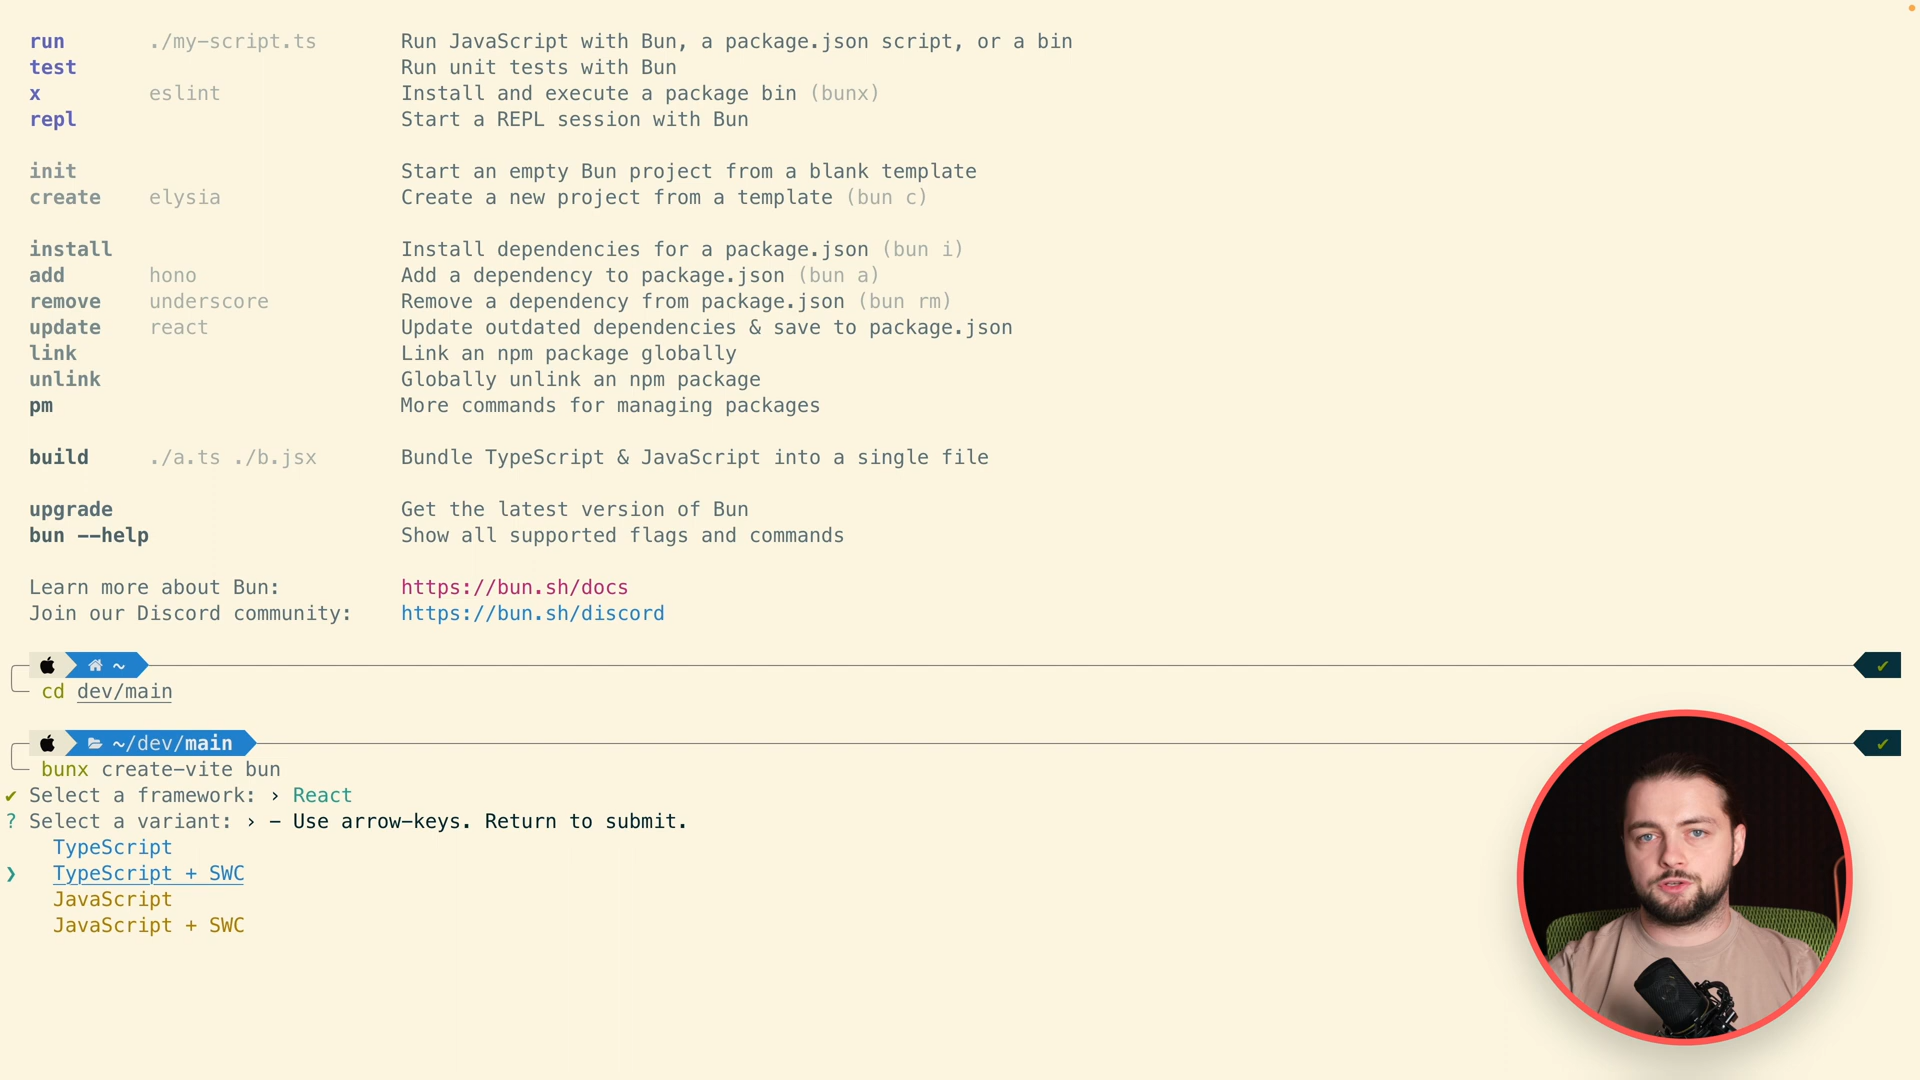 run ./my-script.ts Run JavaScript with Bun, a package.json script, or a bin
test Run unit tests with Bun
x eslint Install and execute a package bin (bunx)
repl Start a REPL session with Bun
init Start an empty Bun project from a blank template
create elysia Create a new project from a template (bun c)
install Install dependencies for a package.json (bun i)
add hono Add a dependency to package.json (bun a)
remove underscore Remove a dependency from package.json (bun rm)
update react Update outdated dependencies & save to package.json
link Link an npm package globally
unlink Globally unlink an npm package
pm More commands for managing packages
build ./a.ts ./b.jsx Bundle TypeScript & JavaScript into a single file
upgrade Get the latest version of Bun
bun --help Show all supported flags and commands
Learn more about Bun: https://bun.sh/docs
Join our Discord community: https://bun.sh/discord
~ ✔
cd dev/main
~/dev/main ✔
bunx create-vite bun
✔ Select a framework: › React
? Select a variant: › - Use arrow-keys. Return to submit.
TypeScript
❯ TypeScript + SWC
JavaScript
JavaScript + SWC